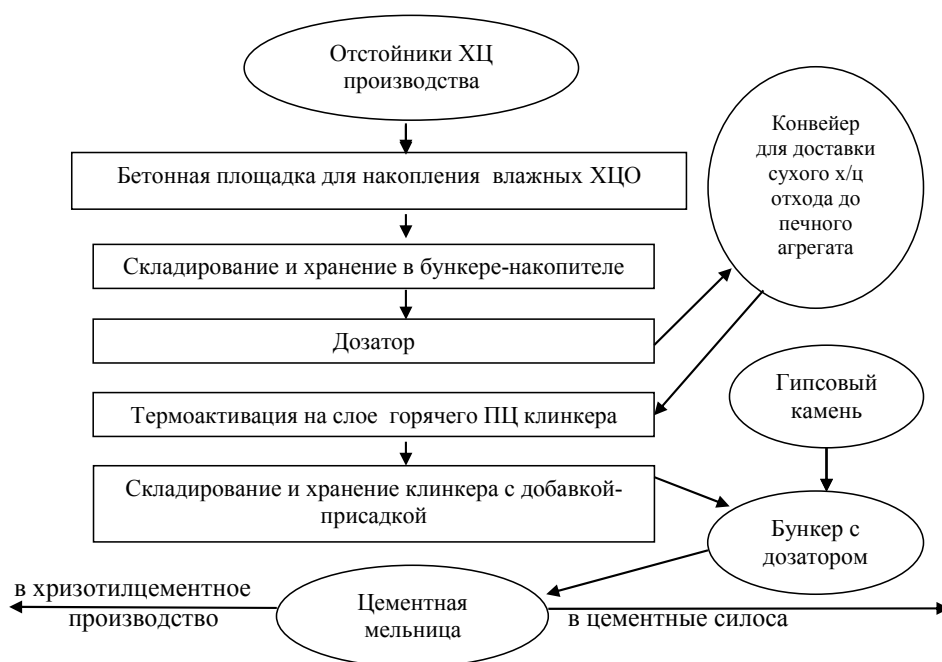 Отстойники ХЦ
производства
Бетонная площадка для накопления влажных ХЦО
Складирование и хранение в бункере-накопителе
Дозатор
Конвейер
для доставки
сухого х/ц
отхода до
печного
агрегата
Термоактивация на слое горячего ПЦ клинкера
Складирование и хранение клинкера с добавкой-
присадкой
Гипсовый
камень
Бункер с
дозатором
Цементная
мельница
в хризотилцементное
производство
в цементные силоса